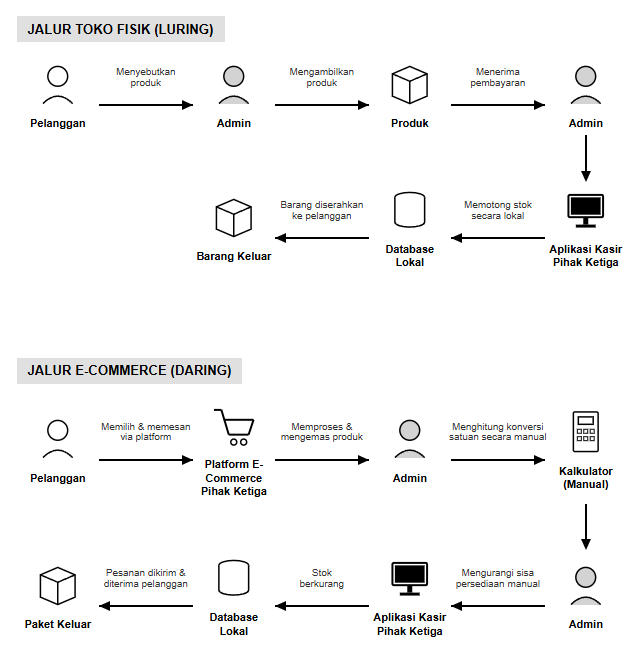 JALUR TOKO FISIK (LURING)
Menyebutkan
produk
Mengambilkan
produk
Menerima
pembayaran
Pelanggan
Admin
Produk
Admin
Barang diserahkan
ke pelanggan
Memotong stok
secara lokal
Barang Keluar
Database
Lokal
Aplikasi Kasir
Pihak Ketiga
JALUR E-COMMERCE (DARING)
Memilih & memesan
via platform
Memproses &
mengemas produk
Menghitung konversi
satuan secara manual
Pelanggan
Platform E-
Commerce
Pihak Ketiga
Admin
Kalkulator
(Manual)
Pesanan dikirim &
diterima pelanggan
Stok
berkurang
Mengurangi sisa
persediaan manual
Paket Keluar
Database
Lokal
Aplikasi Kasir
Pihak Ketiga
Admin